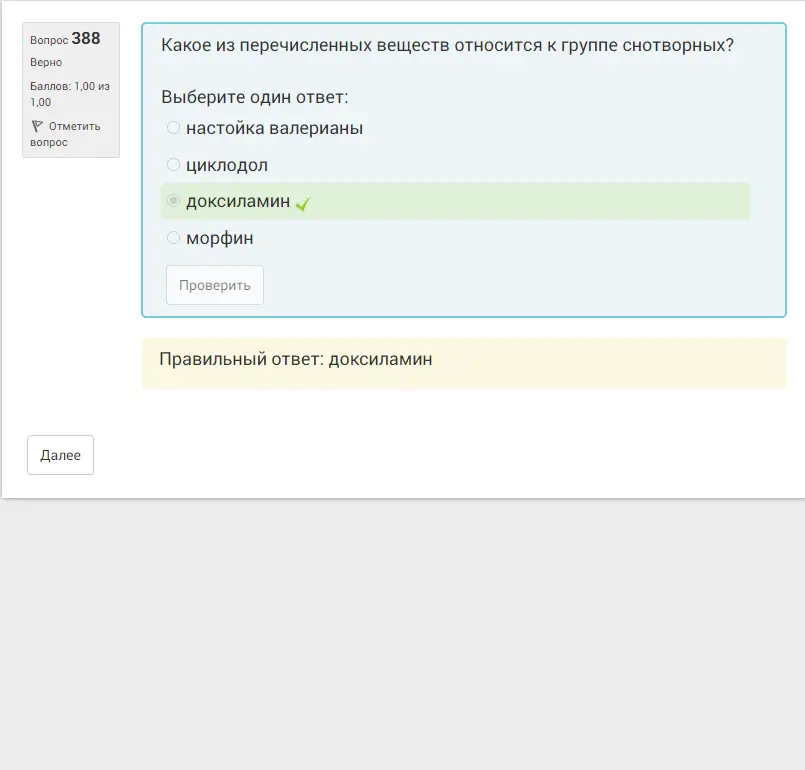 Вопрос 388
Верно
Баллов: 1,00 из
1,00
Отметить
вопрос
Какое из перечисленных веществ относится к группе снотворных?
Выберите один ответ:
настойка валерианы
циклодол
доксиламин
морфин
Проверить
Правильный ответ: доксиламин
Далее